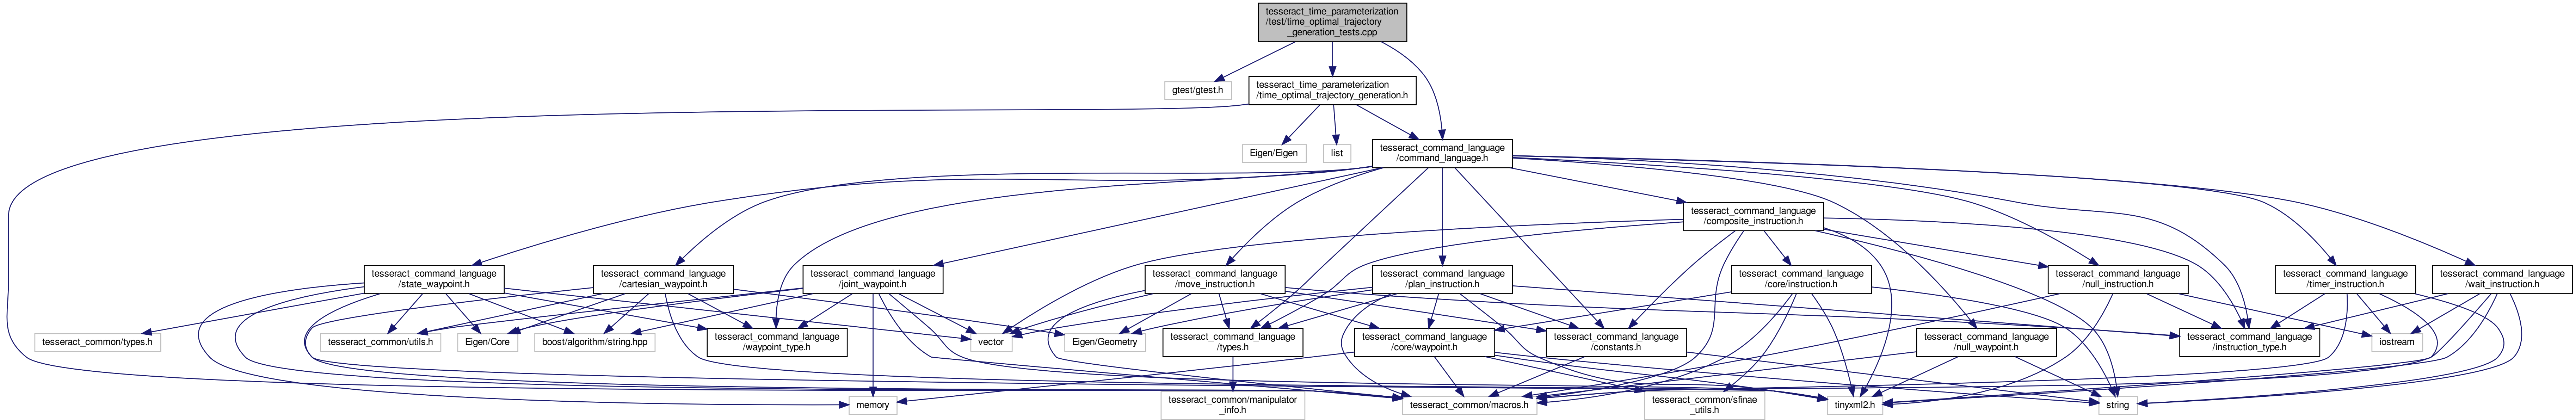 tesseract_time_parameterization
/test/time_optimal_trajectory
_generation_tests.cpp
gtest/gtest.h
tesseract_time_parameterization
/time_optimal_trajectory_generation.h
Eigen/Eigen
list
tesseract_command_language
/command_language.h
tesseract_command_language
/composite_instruction.h
tesseract_command_language
/state_waypoint.h
tesseract_command_language
/cartesian_waypoint.h
tesseract_command_language
/joint_waypoint.h
tesseract_command_language
/move_instruction.h
tesseract_command_language
/plan_instruction.h
tesseract_command_language
/core/instruction.h
tesseract_command_language
/null_instruction.h
tesseract_command_language
/timer_instruction.h
tesseract_command_language
/wait_instruction.h
tesseract_common/types.h
tesseract_common/utils.h
Eigen/Core
boost/algorithm/string.hpp
tesseract_command_language
/waypoint_type.h
vector
Eigen/Geometry
tesseract_command_language
/types.h
tesseract_command_language
/core/waypoint.h
tesseract_command_language
/constants.h
tesseract_command_language
/null_waypoint.h
tesseract_command_language
/instruction_type.h
iostream
memory
tesseract_common/manipulator
_info.h
tesseract_common/macros.h
tesseract_common/sfinae
_utils.h
tinyxml2.h
string